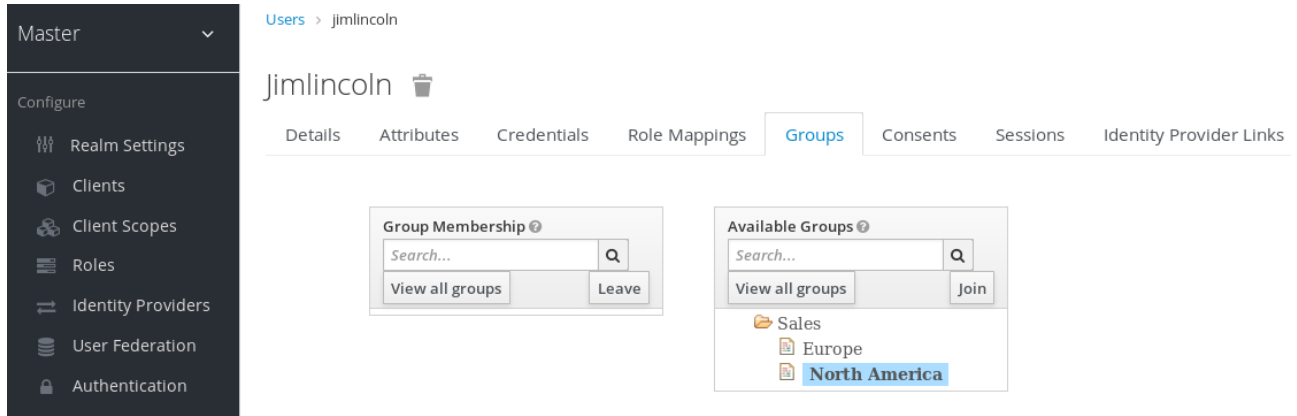 Master
Configure
Realm Settings
Clients
Client Scopes
Roles
Identity Providers
User Federation
Authentication
Users > jimlincoln
Jimlincoln
Details Attributes Credentials Role Mappings Groups Consents Sessions Identity Provider Links
Group Membership
Search...
View all groups Leave
Available Groups
Search...
View all groups Join
Sales
Europe
North America